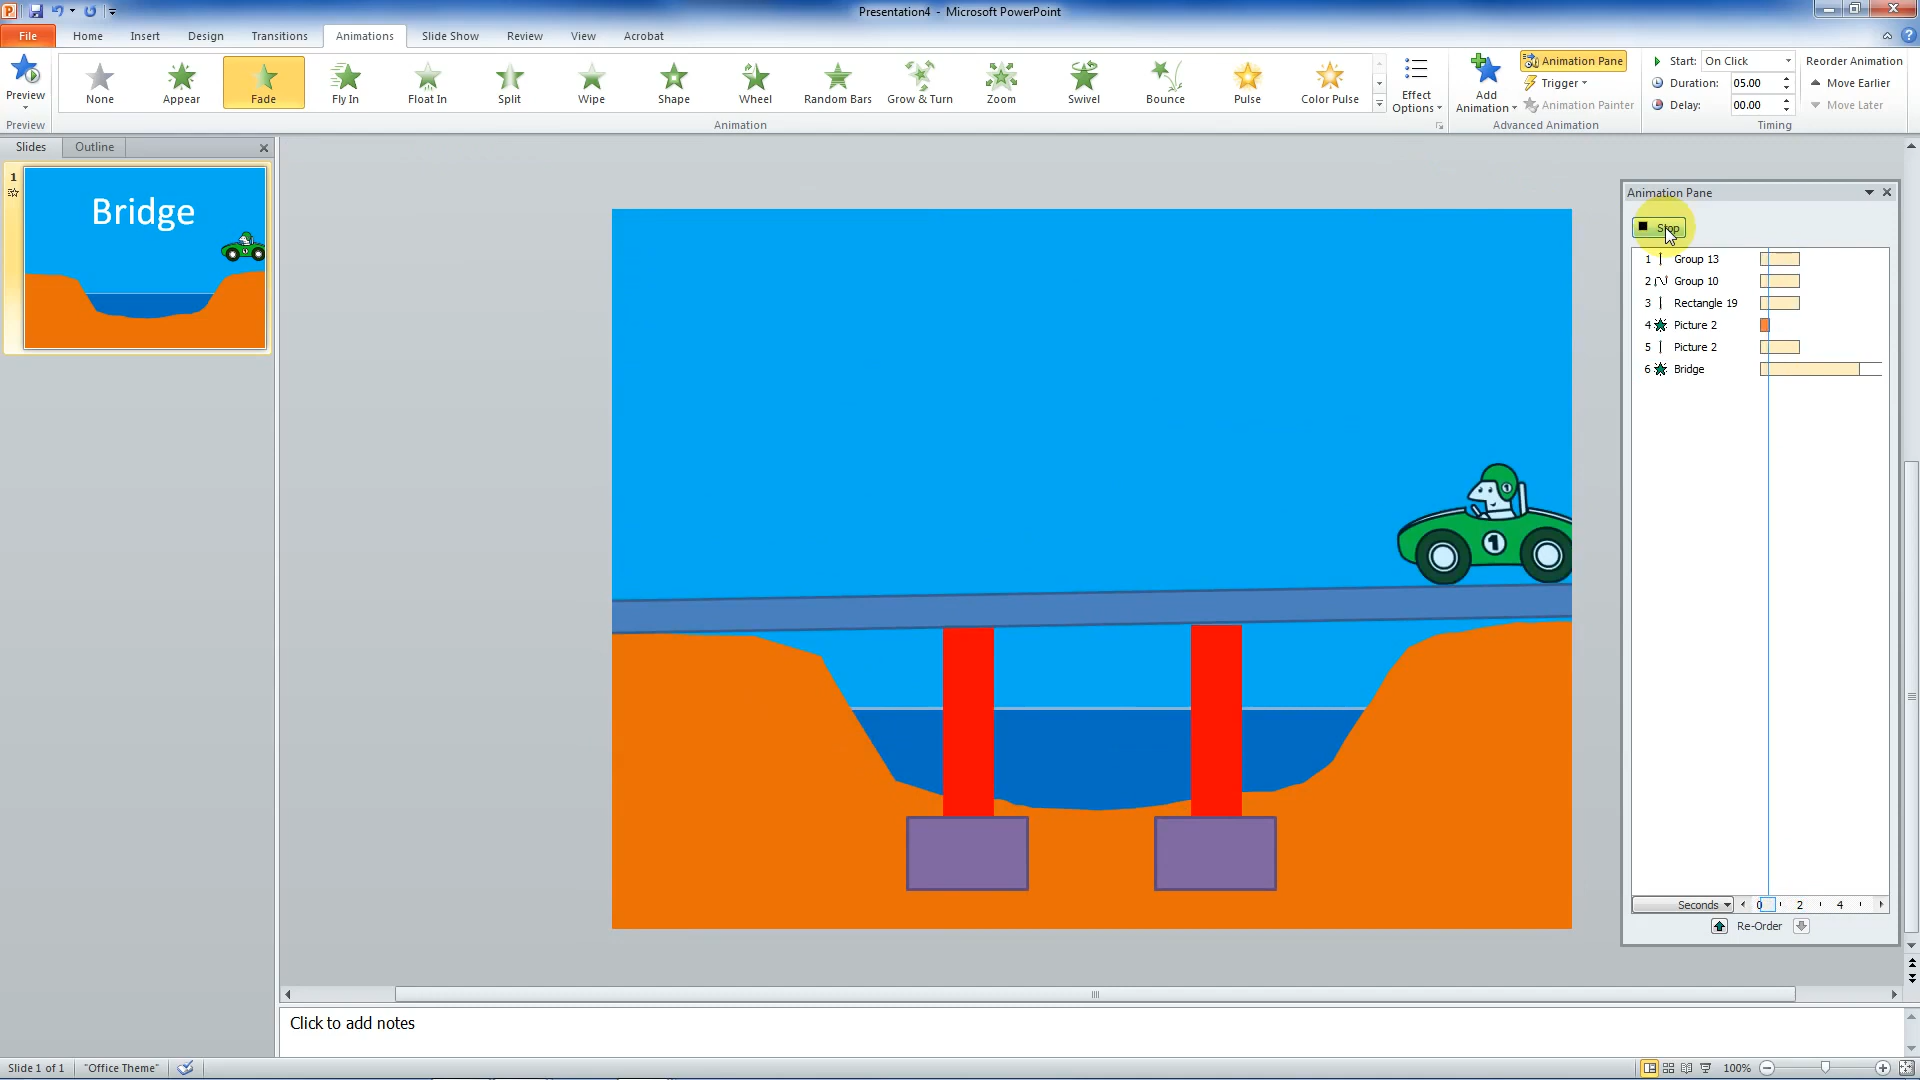 Presentation4 - Microsoft PowerPoint
File Home Insert Design Transitions Animations Slide Show Review View Acrobat
Preview
None
Appear
Fade
Fly In
Float In
Split
Wipe
Shape
Wheel
Random Bars
Grow & Turn
Zoom
Swivel
Bounce
Pulse
Color Pulse
Effect
Options
Add
Animation
Animation Pane
Trigger
Animation Painter
Start: On Click
Duration: 05.00
Delay: 00.00
Reorder Animation
Move Earlier
Move Later
Preview
Animation
Advanced Animation
Timing
Slides Outline
1
Bridge
1
Animation Pane
Stop
1 Group 13
2 Group 10
3 Rectangle 19
4 Picture 2
5 Picture 2
6 Bridge
Seconds 0 2 4
Re-Order
Click to add notes
Slide 1 of 1 "Office Theme" 100%